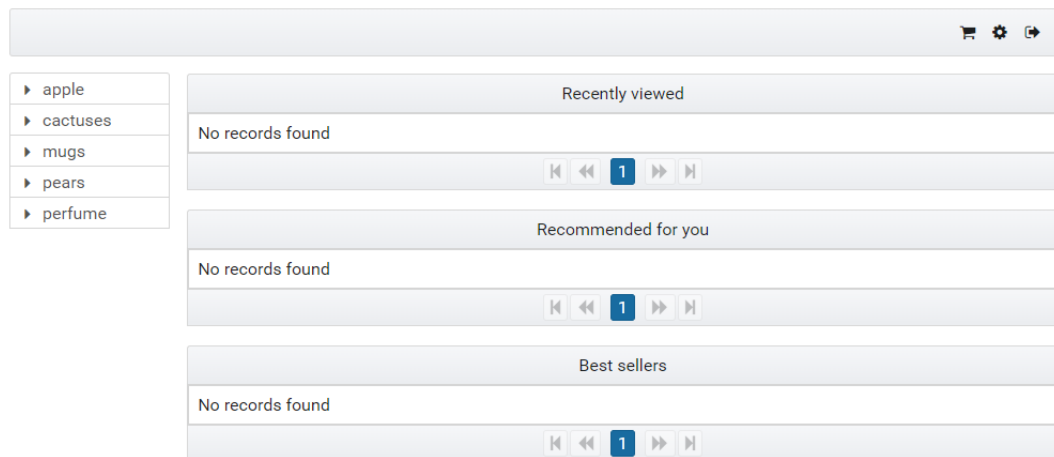 apple
cactuses
mugs
pears
perfume
Recently viewed
No records found
1
Recommended for you
No records found
1
Best sellers
No records found
1